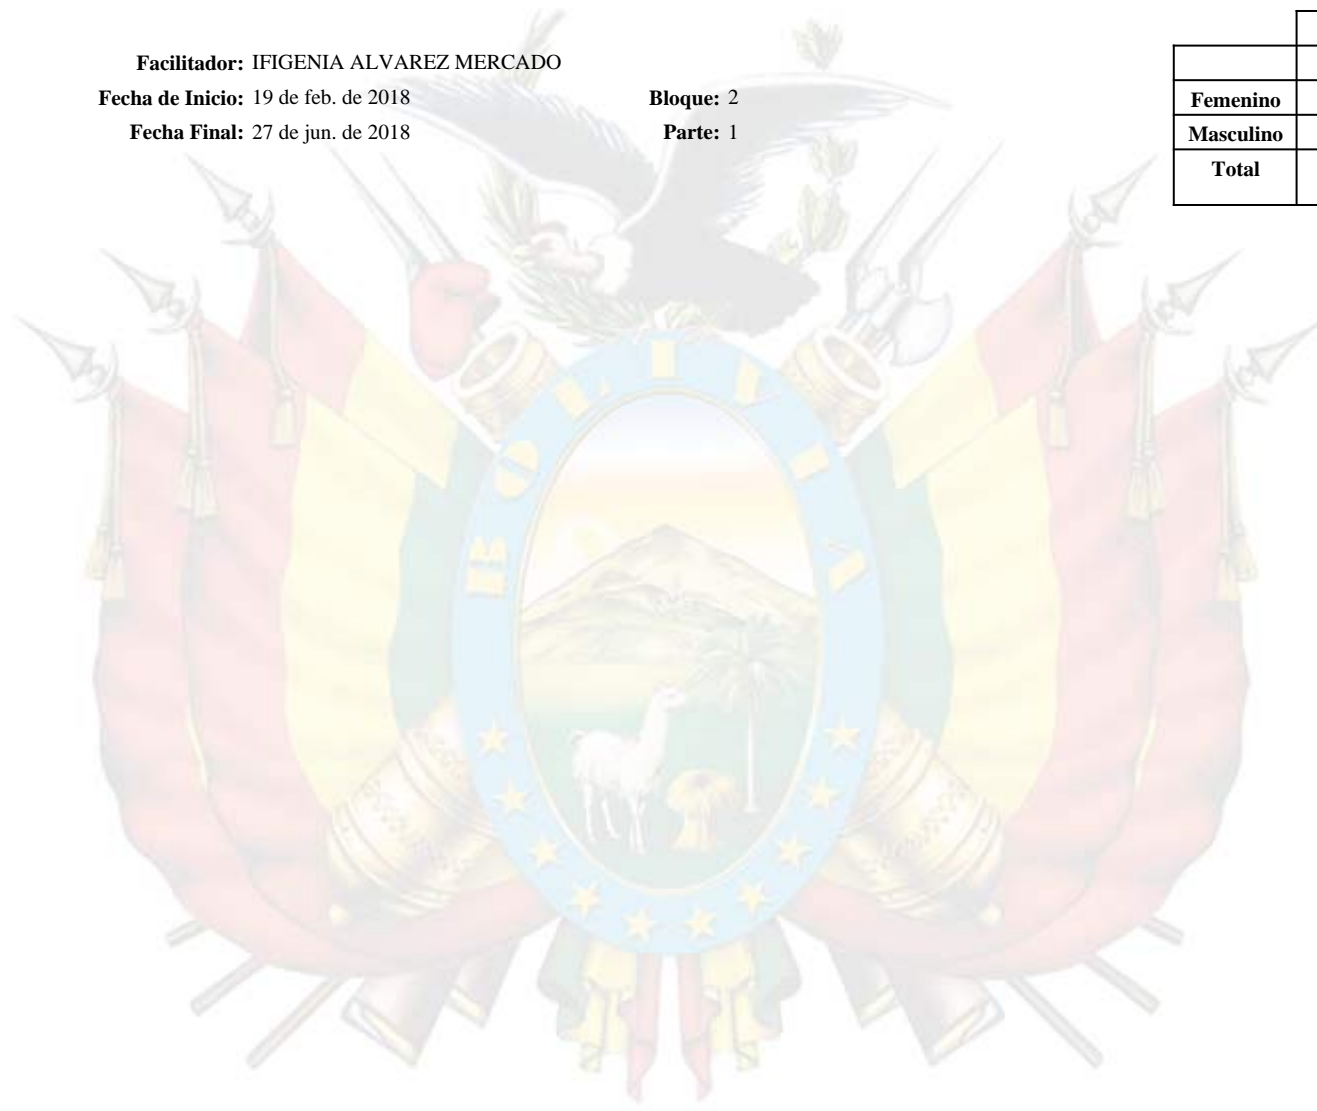 Facilitador: IFIGENIA ALVAREZ MERCADO
Fecha de Inicio: 19 de feb. de 2018 Bloque: 2
Fecha Final: 27 de jun. de 2018 Parte: 1
Femenino
Masculino
Total
BOLIVIA